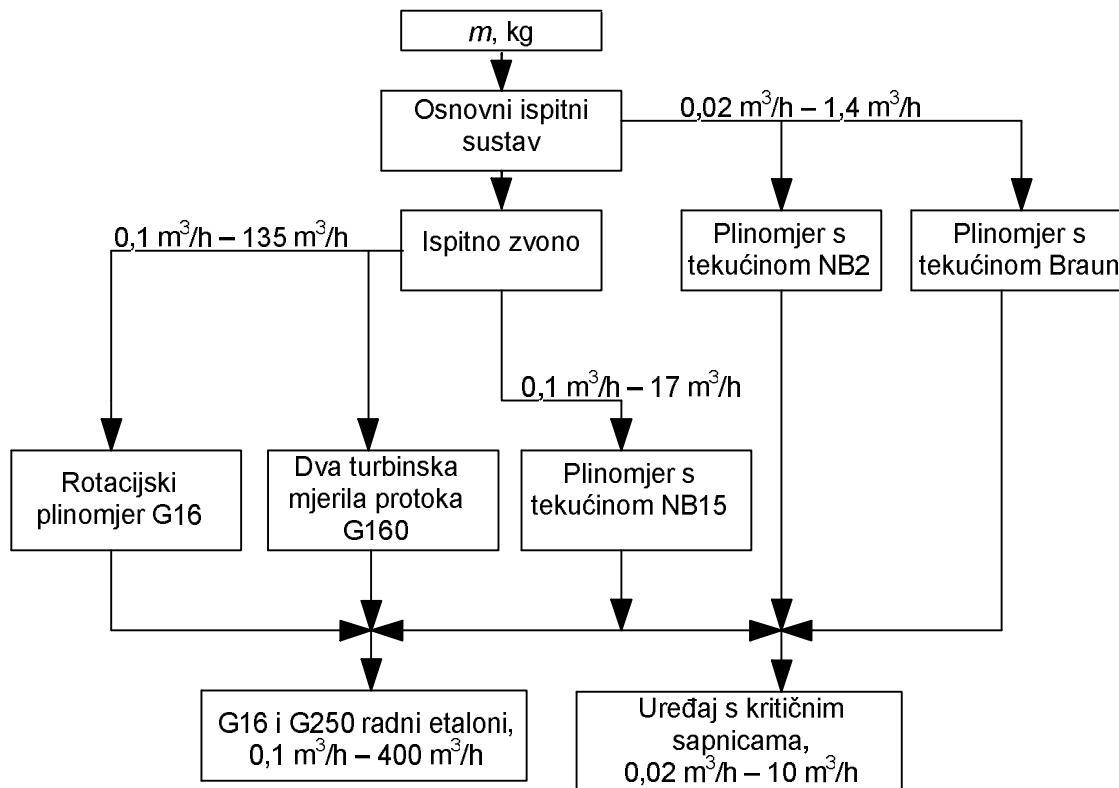 m, kg
Osnovni ispitni
sustav
0,02 m³/h – 1,4 m³/h
0,1 m³/h – 135 m³/h
Ispitno zvono
Plinomjer s
tekućinom NB2
Plinomjer s
tekućinom Braun
0,1 m³/h – 17 m³/h
Rotacijski
plinomjer G16
Dva turbinska
mjerila protoka
G160
Plinomjer s
tekućinom NB15
G16 i G250 radni etaloni,
0,1 m³/h – 400 m³/h
Uređaj s kritičnim
sapnicama,
0,02 m³/h – 10 m³/h